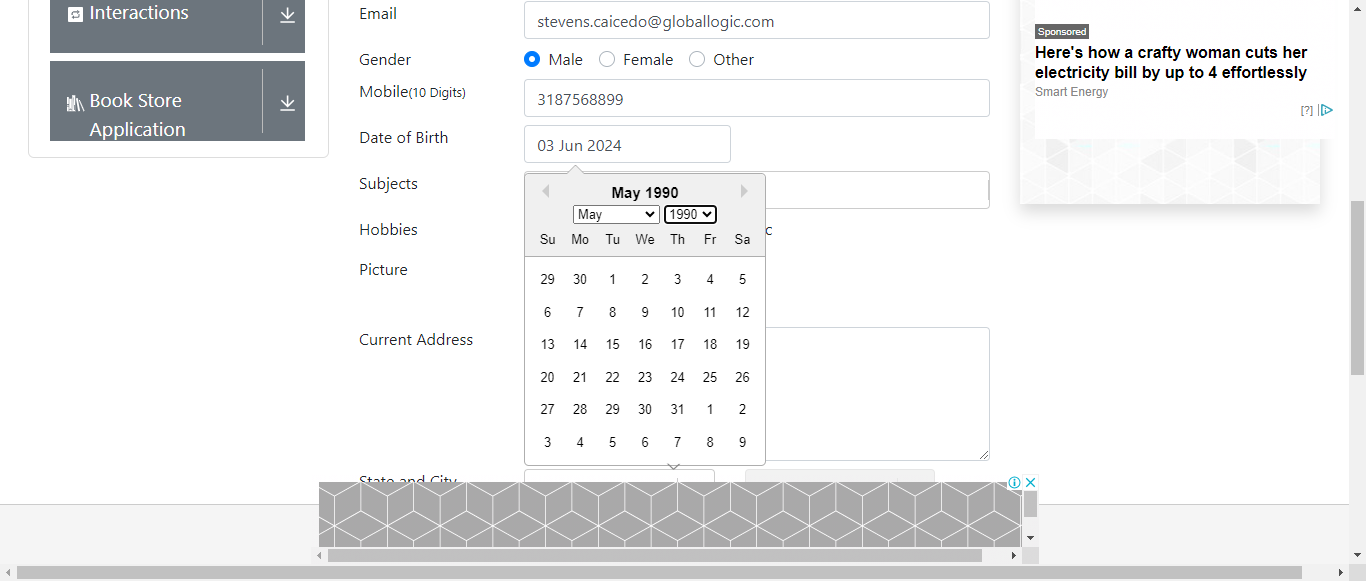 Interactions
Book Store
Application
Email
stevens.caicedo@globallogic.com
Gender
Male Female Other
Mobile(10 Digits)
3187568899
Date of Birth
03 Jun 2024
May 1990
May 1990
Su Mo Tu We Th Fr Sa
29 30 1 2 3 4 5
6 7 8 9 10 11 12
13 14 15 16 17 18 19
20 21 22 23 24 25 26
27 28 29 30 31 1 2
3 4 5 6 7 8 9
Subjects
Hobbies
c
Picture
Current Address
State and City
Sponsored
Here's how a crafty woman cuts her
electricity bill by up to 4 effortlessly
Smart Energy
[?]